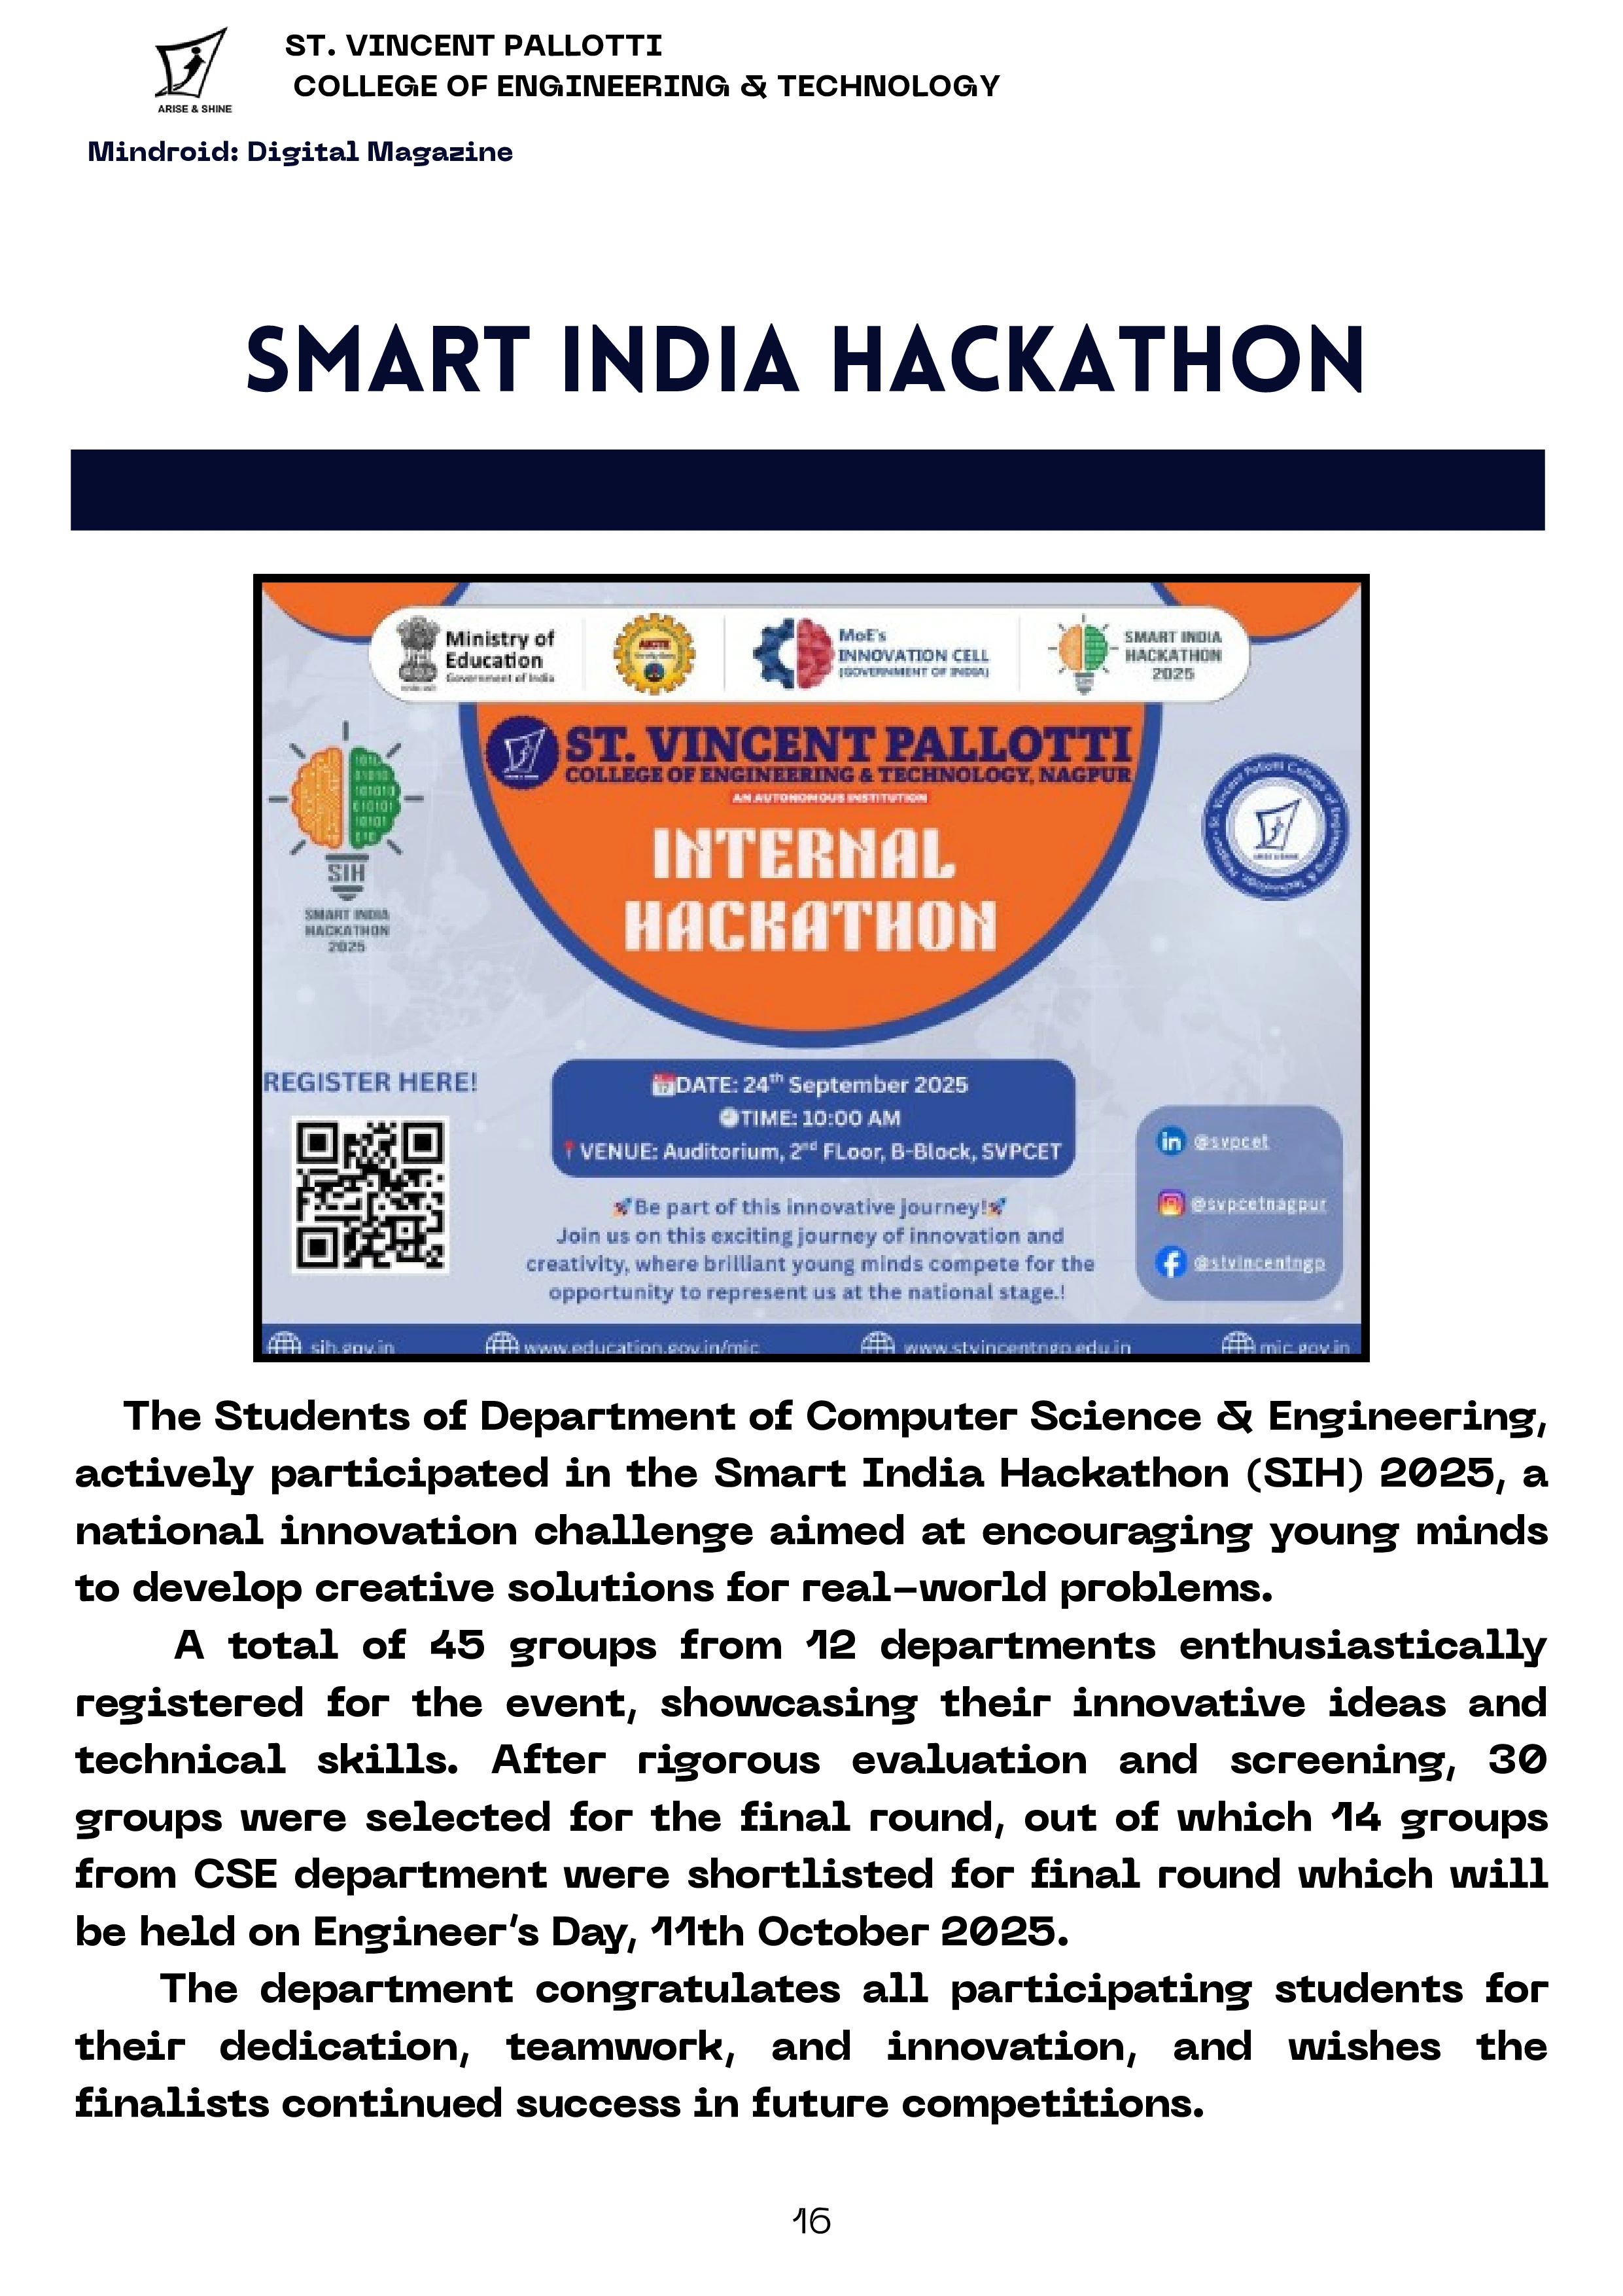 ARISE & SHINE
ST. VINCENT PALLOTTI
COLLEGE OF ENGINEERING & TECHNOLOGY
Mindroid: Digital Magazine
SMART INDIA HACKATHON
Ministry of
Education
Government of India
MoE's
INNOVATION CELL
(GOVERNMENT OF INDIA)
SMART INDIA
HACKATHON
2025
SIH
ST. VINCENT PALLOTTI
COLLEGE OF ENGINEERING & TECHNOLOGY, NAGPUR
AN AUTONOMOUS INSTITUTION
INTERNAL
HACKATHON
SIH
SMART INDIA
HACKATHON
2025
St. Vincent Pallotti College of Engineering & Technology, Nagpur
ARISE & SHINE
REGISTER HERE!
📅DATE: 24th September 2025
🕙TIME: 10:00 AM
📍VENUE: Auditorium, 2nd FLoor, B-Block, SVPCET
🚀Be part of this innovative journey!🚀
Join us on this exciting journey of innovation and
creativity, where brilliant young minds compete for the
opportunity to represent us at the national stage.!
@svpcet
@svpcetnagpur
@stvincentngp
sih.gov.in
www.education.gov.in/mic
www.stvincentngp.edu.in
mic.gov.in
The Students of Department of Computer Science & Engineering,
actively participated in the Smart India Hackathon (SIH) 2025, a
national innovation challenge aimed at encouraging young minds
to develop creative solutions for real-world problems.
A total of 45 groups from 12 departments enthusiastically
registered for the event, showcasing their innovative ideas and
technical skills. After rigorous evaluation and screening, 30
groups were selected for the final round, out of which 14 groups
from CSE department were shortlisted for final round which will
be held on Engineer's Day, 11th October 2025.
The department congratulates all participating students for
their dedication, teamwork, and innovation, and wishes the
finalists continued success in future competitions.
16